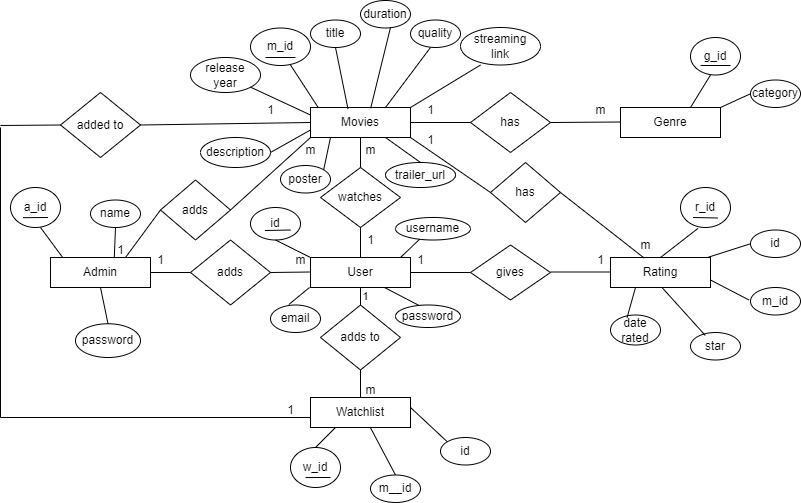 duration
title
quality
m_id
streaming
link
g_id
release
year
category
1
1
m
added to
Movies
has
Genre
1
description
m
m
poster
trailer_url
has
watches
adds
a_id
name
r_id
id
username
1
1
m
id
1
m
1
1
Admin
adds
User
gives
Rating
m_id
1
email
password
date
rated
password
adds to
star
m
1
Watchlist
id
w_id
m__id